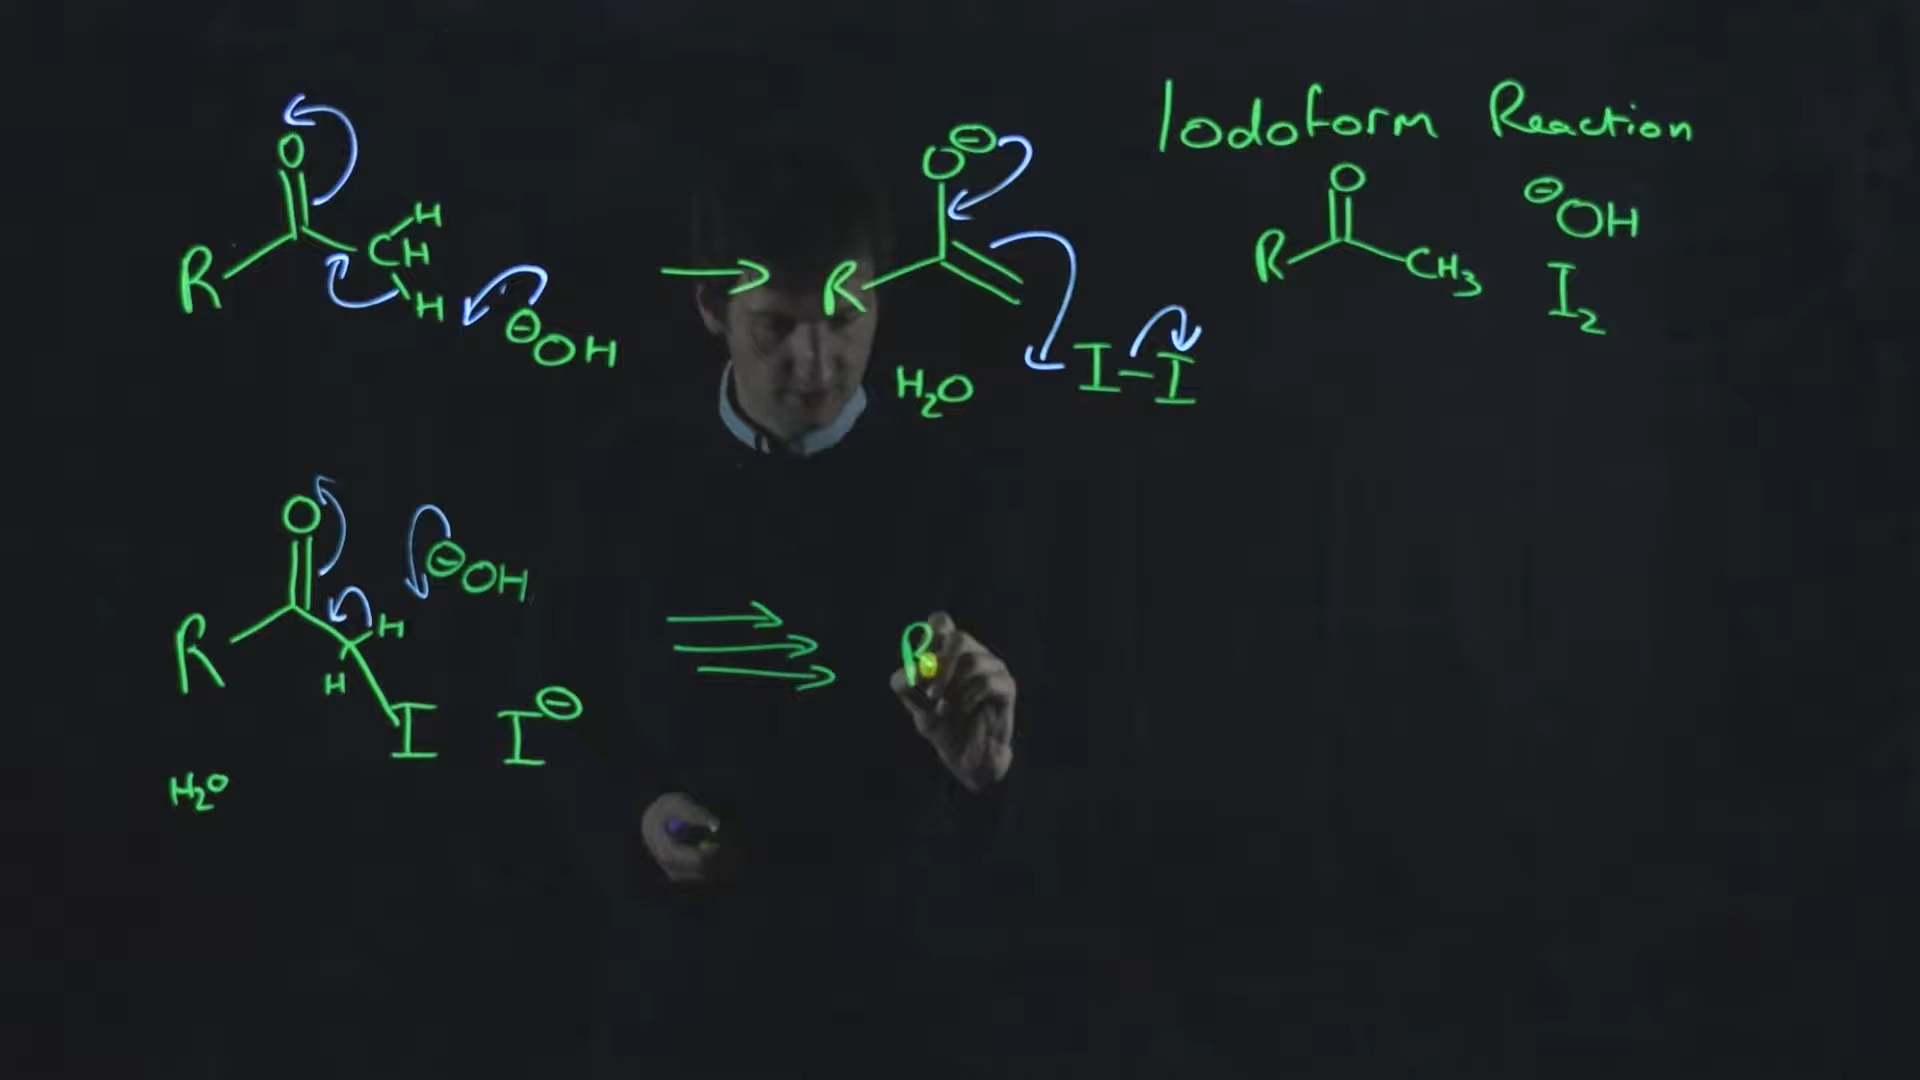 Iodoform Reaction
O
R
CH₃
⊖OH
I₂
O
R
H
CH
H
⊖OH
O⊖
R
H₂O
I–I
O
R
H
H
I
⊖OH
I⊖
H₂O
R